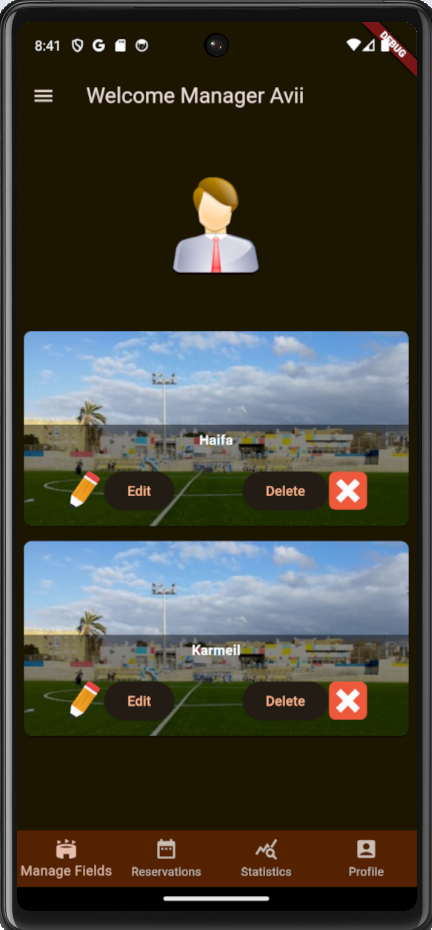 8:41
DEBUG
Welcome Manager Avii
Haifa
Edit Delete
Karmeil
Edit Delete
Manage Fields Reservations Statistics Profile